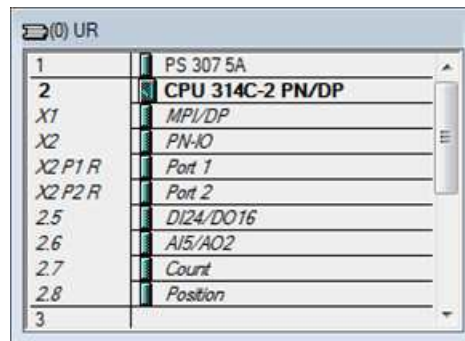 (0) UR
1 PS 307 5A
2 CPU 314C-2 PN/DP
X1 MPI/DP
X2 PN-IO
X2 P1 R Port 1
X2 P2 R Port 2
2.5 DI24/DO16
2.6 AI5/AO2
2.7 Count
2.8 Position
3